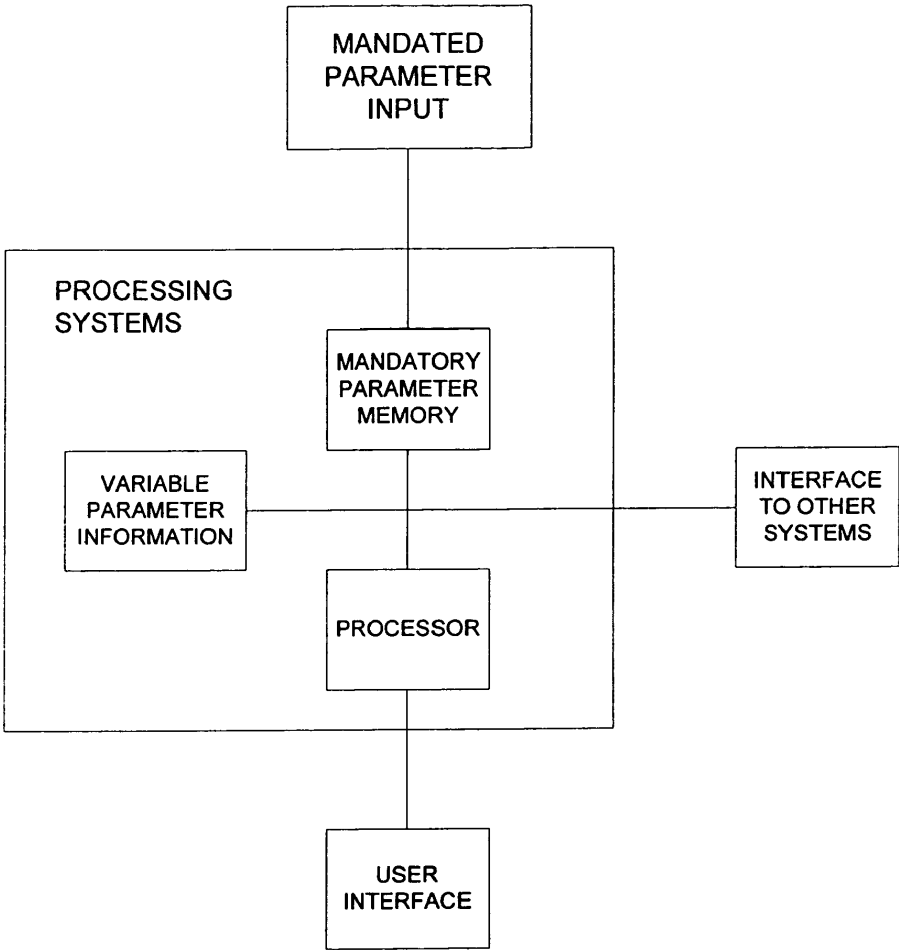 MANDATED
PARAMETER
INPUT
PROCESSING
SYSTEMS
MANDATORY
PARAMETER
MEMORY
VARIABLE
PARAMETER
INFORMATION
INTERFACE
TO OTHER
SYSTEMS
PROCESSOR
USER
INTERFACE